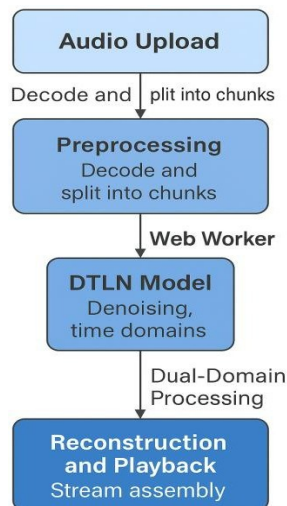 Audio Upload
Decode and plit into chunks
Preprocessing
Decode and
split into chunks
Web Worker
DTLN Model
Denoising,
time domains
Dual-Domain
Processing
Reconstruction
and Playback
Stream assembly